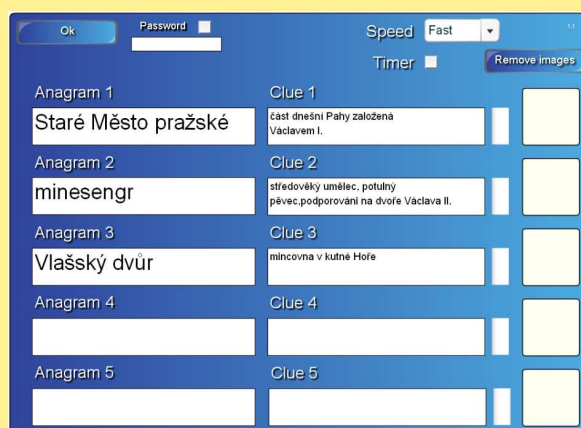 Ok
Password
Speed Fast
Timer
Remove images
Anagram 1 Clue 1
Staré Město pražské
část dnešní Pahy založená
Václavem I.
Anagram 2 Clue 2
minesengr
středověký umělec, potulný
pěvec,podporování na dvoře Václava II.
Anagram 3 Clue 3
Vlašský dvůr
mincovna v kutné Hoře
Anagram 4 Clue 4
Anagram 5 Clue 5